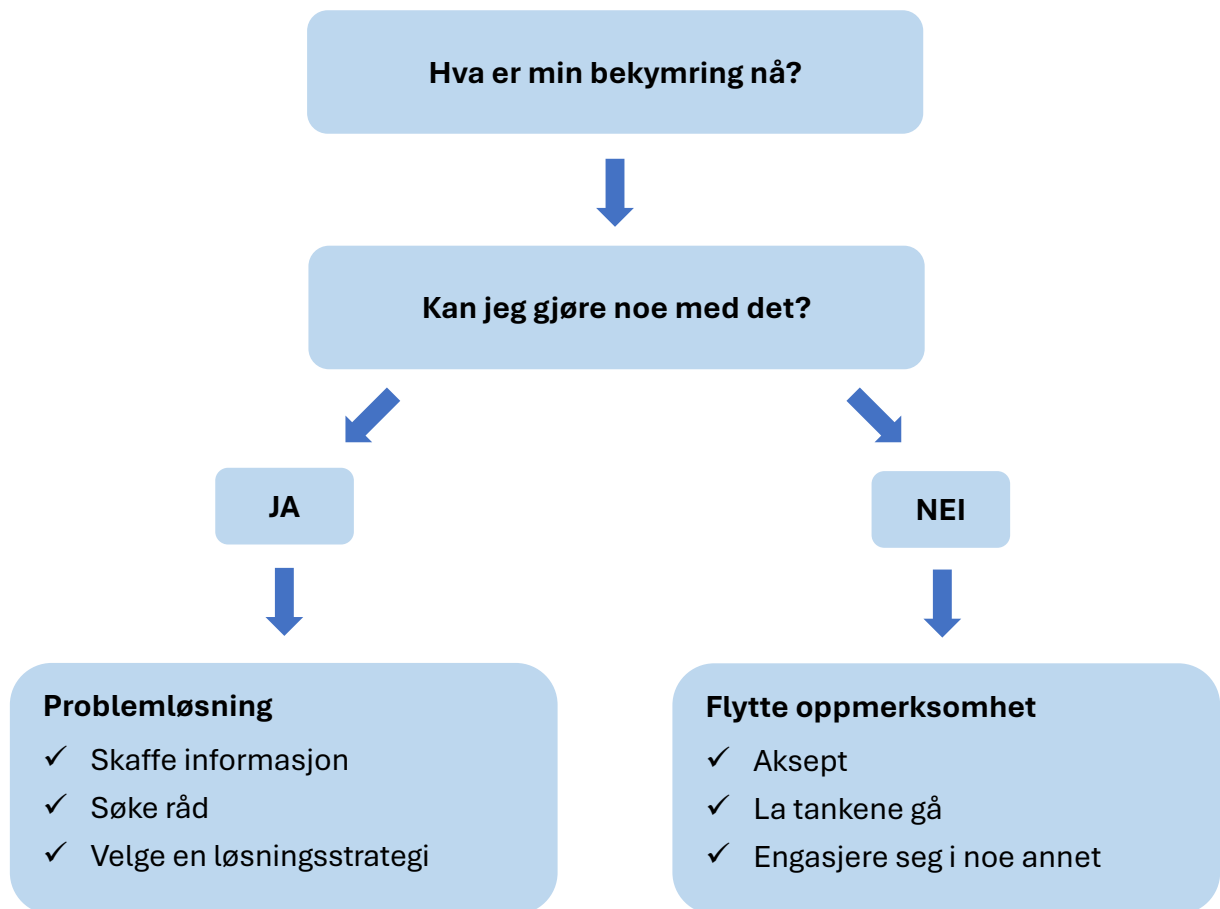 Hva er min bekymring nå?
Kan jeg gjøre noe med det?
JA
NEI
Problemløsning
✓ Skaffe informasjon
✓ Søke råd
✓ Velge en løsningsstrategi
Flytte oppmerksomhet
✓ Aksept
✓ La tankene gå
✓ Engasjere seg i noe annet